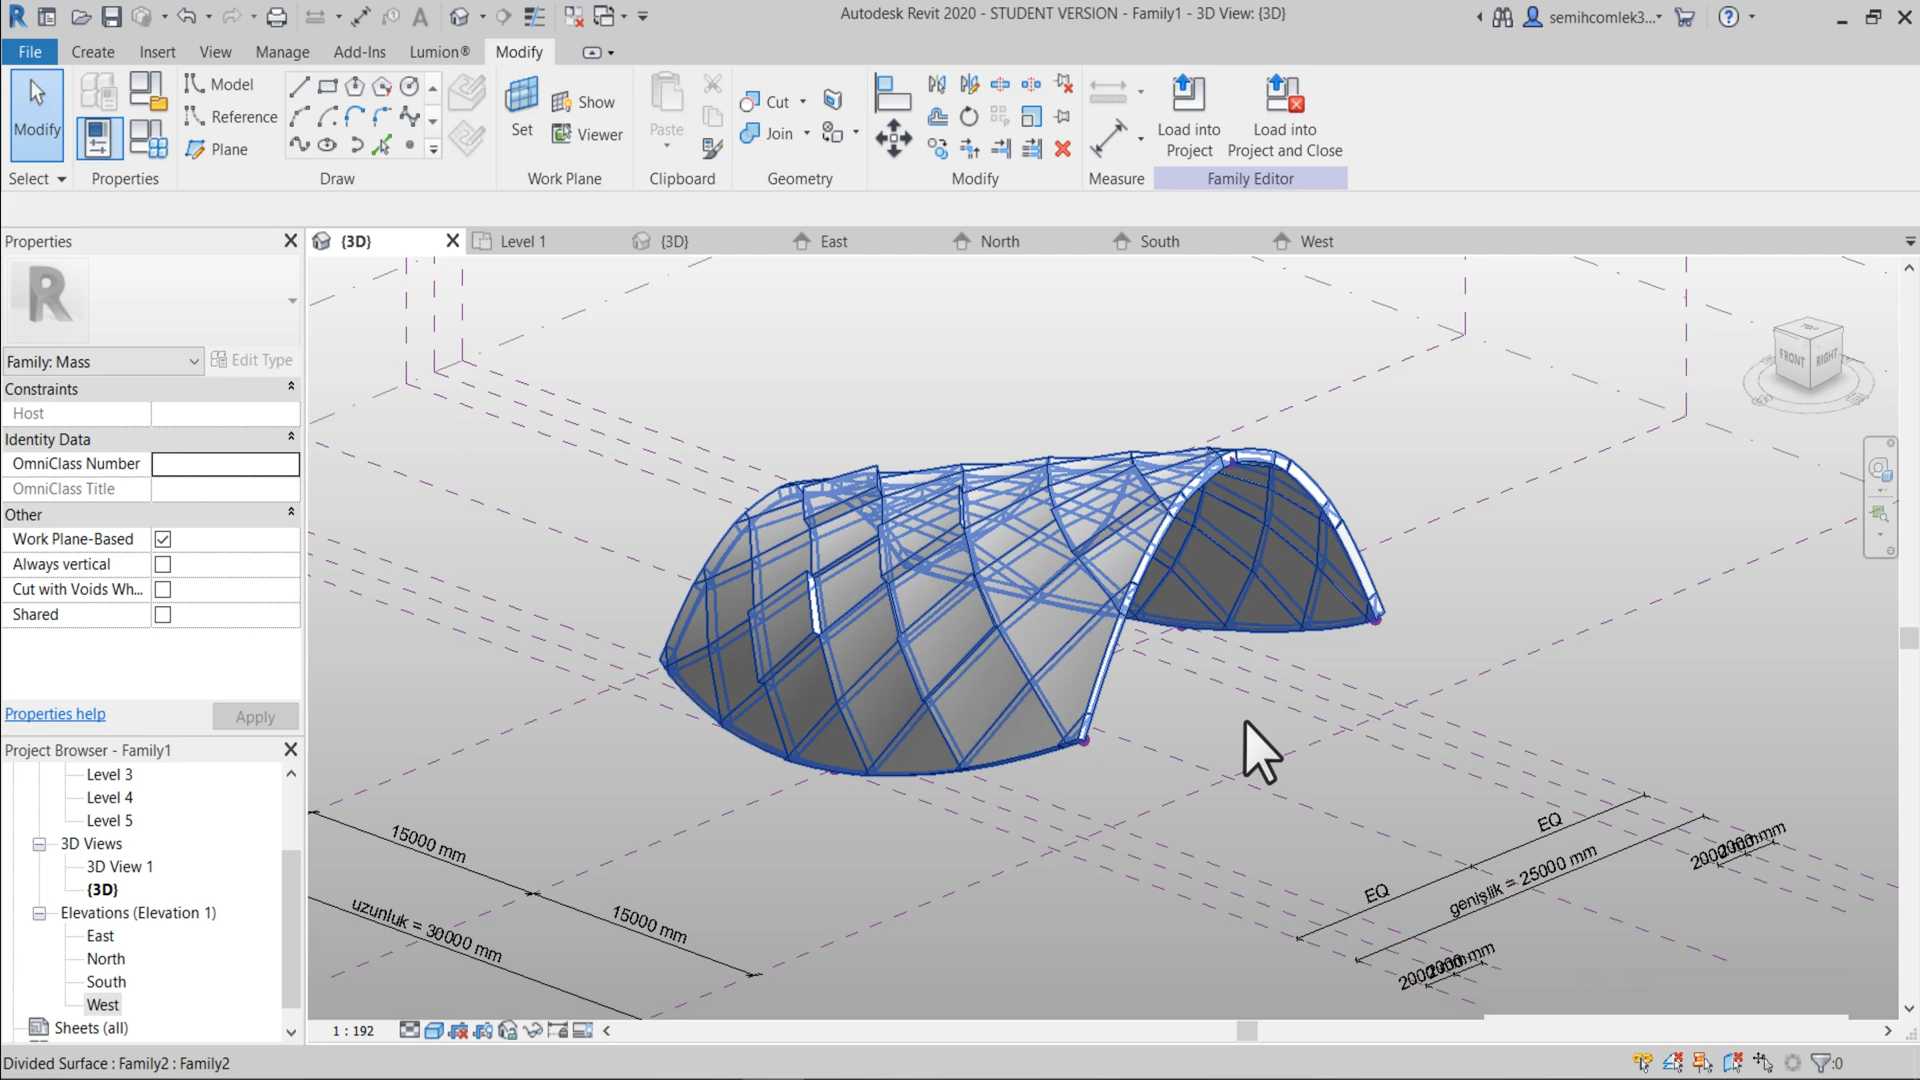 Autodesk Revit 2020 - STUDENT VERSION - Family1 - 3D View: {3D}
semihcomlek3...
File
Create
Insert
View
Manage
Add-Ins
Lumion®
Modify
Modify
Model
Reference
Plane
Set
Show
Viewer
Paste
Cut
Join
Load into
Project
Load into
Project and Close
Select
Properties
Draw
Work Plane
Clipboard
Geometry
Modify
Measure
Family Editor
Properties
{3D}
Level 1
{3D}
East
North
South
West
Family: Mass
Edit Type
Constraints
Host
Identity Data
OmniClass Number
OmniClass Title
Other
Work Plane-Based
Always vertical
Cut with Voids Wh...
Shared
Properties help
Apply
Project Browser - Family1
Level 3
Level 4
Level 5
3D Views
3D View 1
{3D}
Elevations (Elevation 1)
East
North
South
West
Sheets (all)
FRONT
RIGHT
15000 mm
15000 mm
uzunluk = 30000 mm
EQ
EQ
genişlik = 25000 mm
1 : 192
Divided Surface : Family2 : Family2
:0